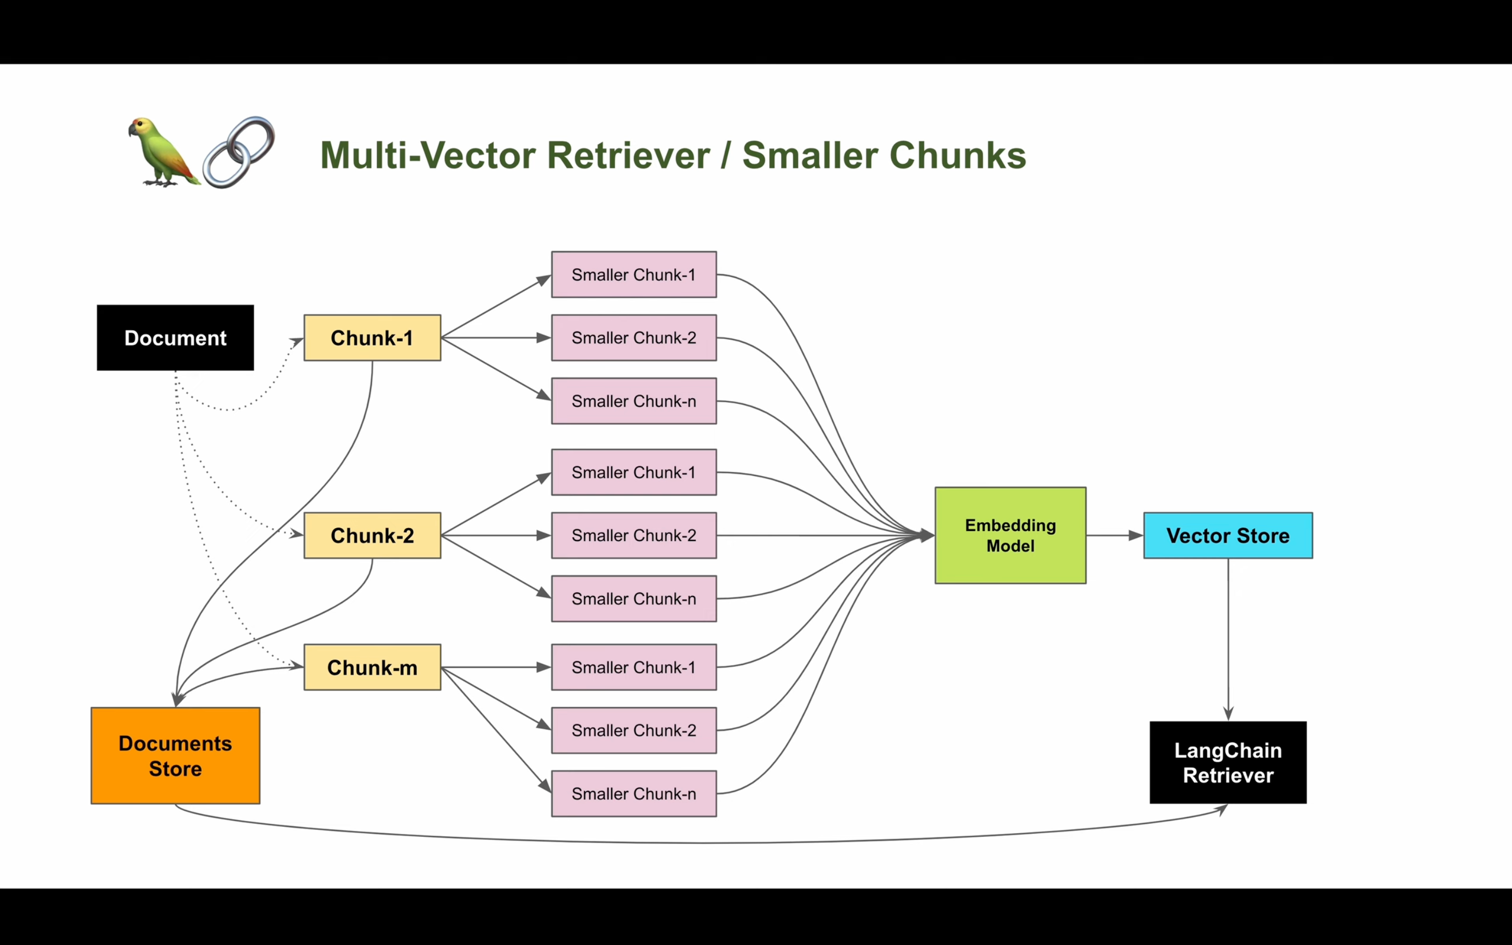 Multi-Vector Retriever / Smaller Chunks
Document
Chunk-1
Smaller Chunk-1
Smaller Chunk-2
Smaller Chunk-n
Chunk-2
Smaller Chunk-1
Smaller Chunk-2
Smaller Chunk-n
Chunk-m
Smaller Chunk-1
Smaller Chunk-2
Smaller Chunk-n
Embedding
Model
Vector Store
Documents
Store
LangChain
Retriever